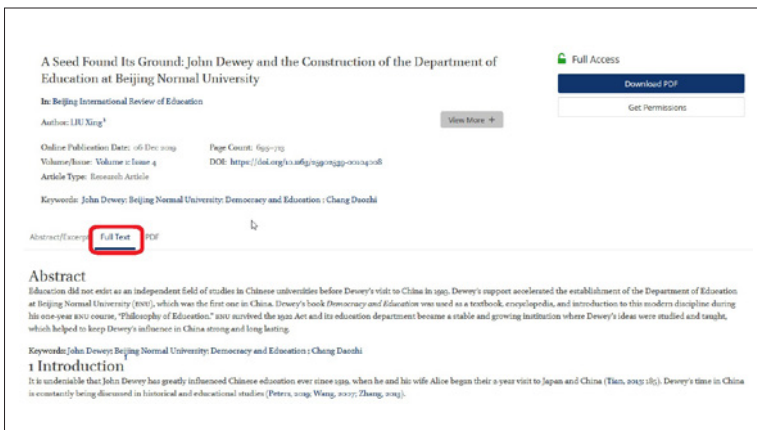 A Seed Found Its Ground: John Dewey and the Construction of the Department of
Education at Beijing Normal University
In: Beijing International Review of Education
Author: LIU Xing¹
View More +
Full Access
Download PDF
Get Permissions
Online Publication Date: 06 Dec 2019 Page Count: 699–715
Volume/Issue: Volume 1: Issue 4 DOI: https://doi.org/10.1163/25902539-00104008
Article Type: Research Article
Keywords: John Dewey; Beijing Normal University; Democracy and Education ; Chang Daozhi
Abstract/Excerpt Full Text PDF
Abstract
Education did not exist as an independent field of studies in Chinese universities before Dewey's visit to China in 1919. Dewey's support accelerated the establishment of the Department of Education
at Beijing Normal University (BNU), which was the first one in China. Dewey's book Democracy and Education was used as a textbook, encyclopedia, and introduction to this modern discipline during
his one-year BNU course, "Philosophy of Education." BNU survived the 1922 Act and its education department became a stable and growing institution where Dewey's ideas were studied and taught,
which helped to keep Dewey's influence in China strong and long lasting.
Keywords: John Dewey; Beijing Normal University; Democracy and Education ; Chang Daozhi
1 Introduction
It is undeniable that John Dewey has greatly influenced Chinese education ever since 1919, when he and his wife Alice began their 2-year visit to Japan and China (Tian, 2013: 185). Dewey's time in China
is constantly being discussed in historical and educational studies (Peters, 2019; Wang, 2007; Zhang, 2019).